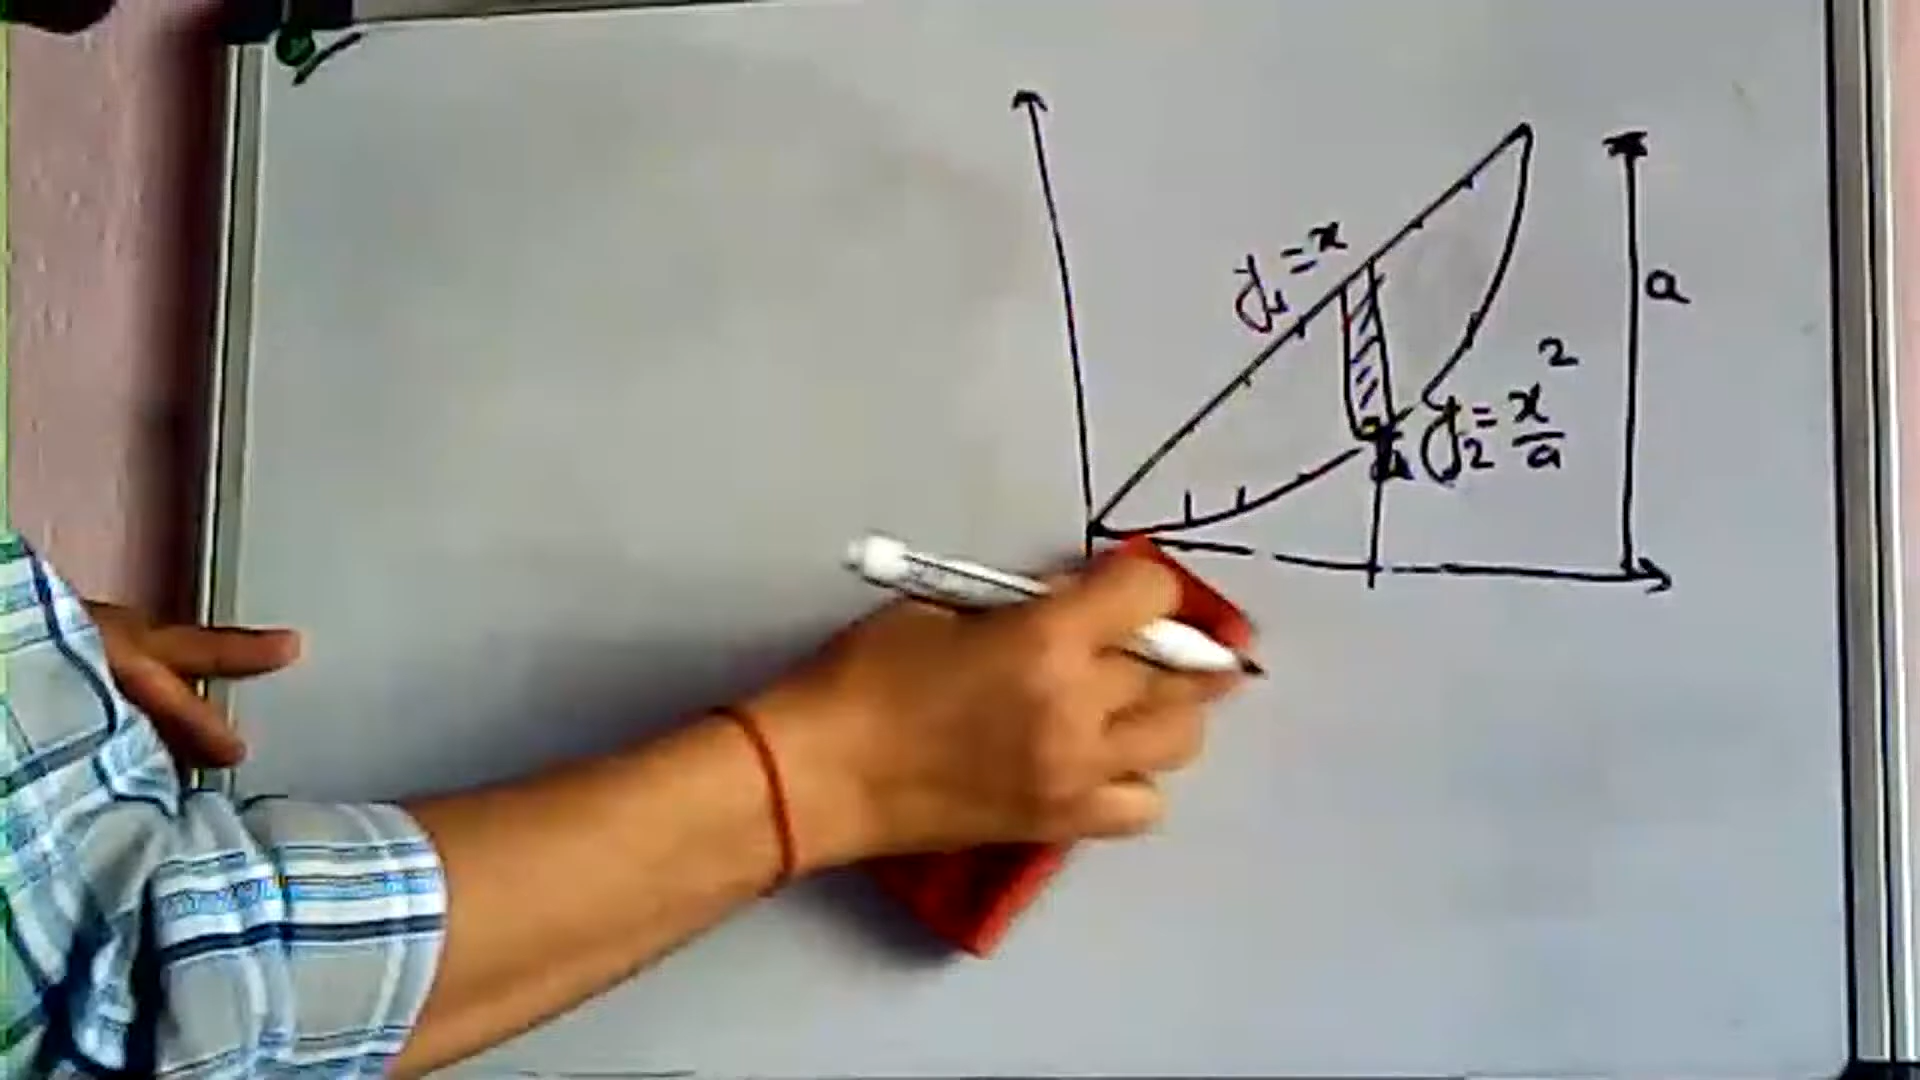 y₁ = x
a
y₂ = x²/a